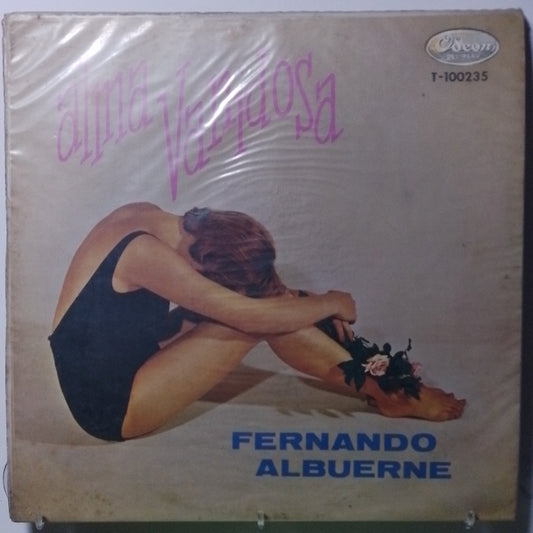 Odeon
T-100235
alma Vanidosa
FERNANDO
ALBUERNE